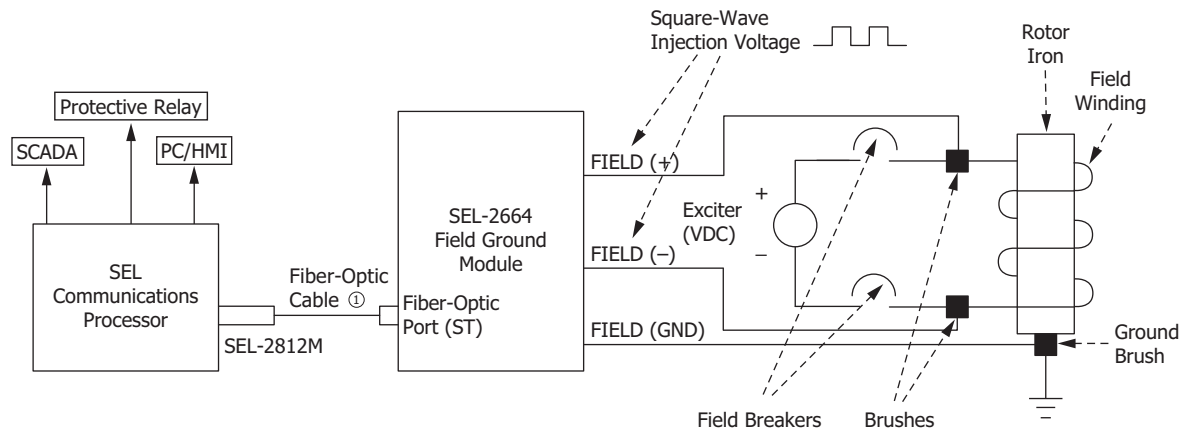 Square-Wave
Injection Voltage
Rotor
Iron
Field
Winding
Protective Relay
SCADA
PC/HMI
FIELD (+)
SEL-2664
Field Ground
Module
Exciter
(VDC)
+
–
FIELD (–)
SEL
Communications
Processor
Fiber-Optic
Cable ①
Fiber-Optic
Port (ST)
SEL-2812M
FIELD (GND)
Ground
Brush
Field Breakers
Brushes